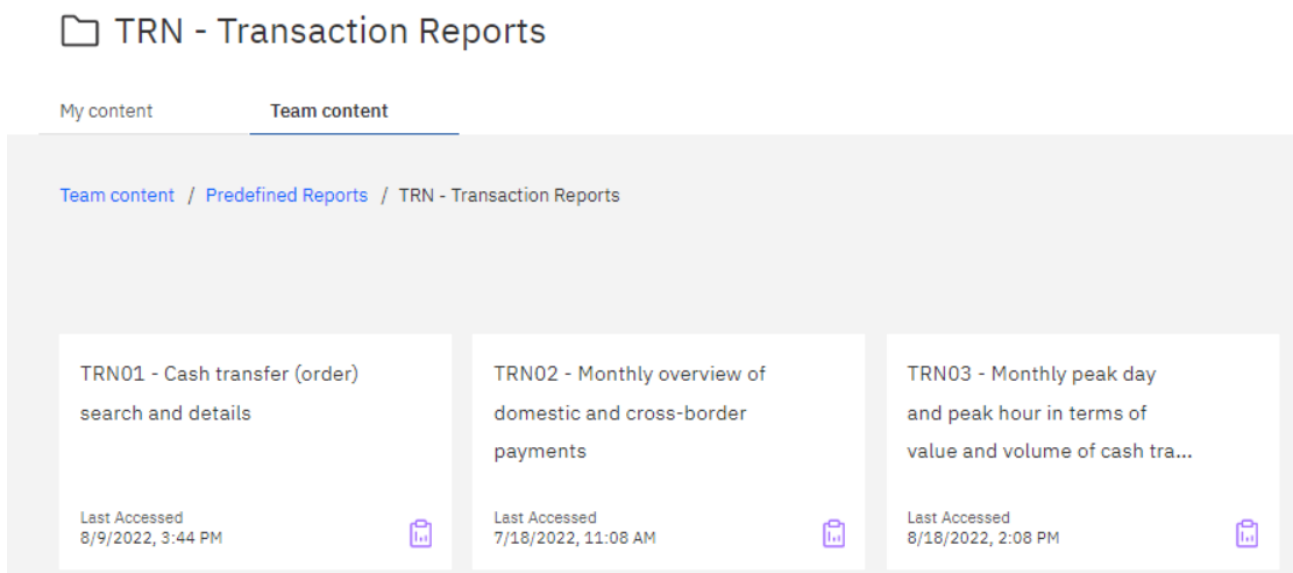 TRN - Transaction Reports
My content
Team content
Team content / Predefined Reports / TRN - Transaction Reports
TRN01 - Cash transfer (order)
search and details
Last Accessed
8/9/2022, 3:44 PM
TRN02 - Monthly overview of
domestic and cross-border
payments
Last Accessed
7/18/2022, 11:08 AM
TRN03 - Monthly peak day
and peak hour in terms of
value and volume of cash tra...
Last Accessed
8/18/2022, 2:08 PM